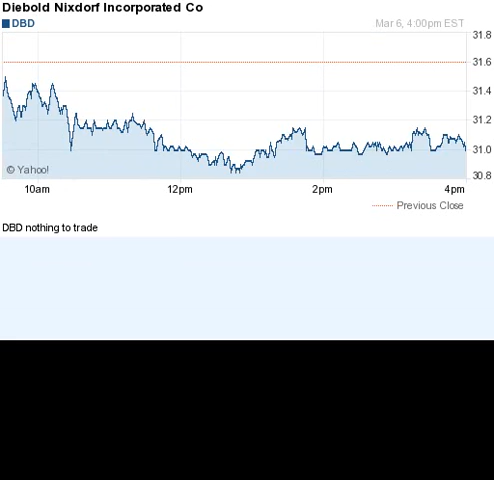 Diebold Nixdorf Incorporated Co
DBD
Mar 6, 4:00pm EST
31.8
31.6
31.4
31.2
31.0
30.8
© Yahoo!
10am
12pm
2pm
4pm
Previous Close
DBD nothing to trade